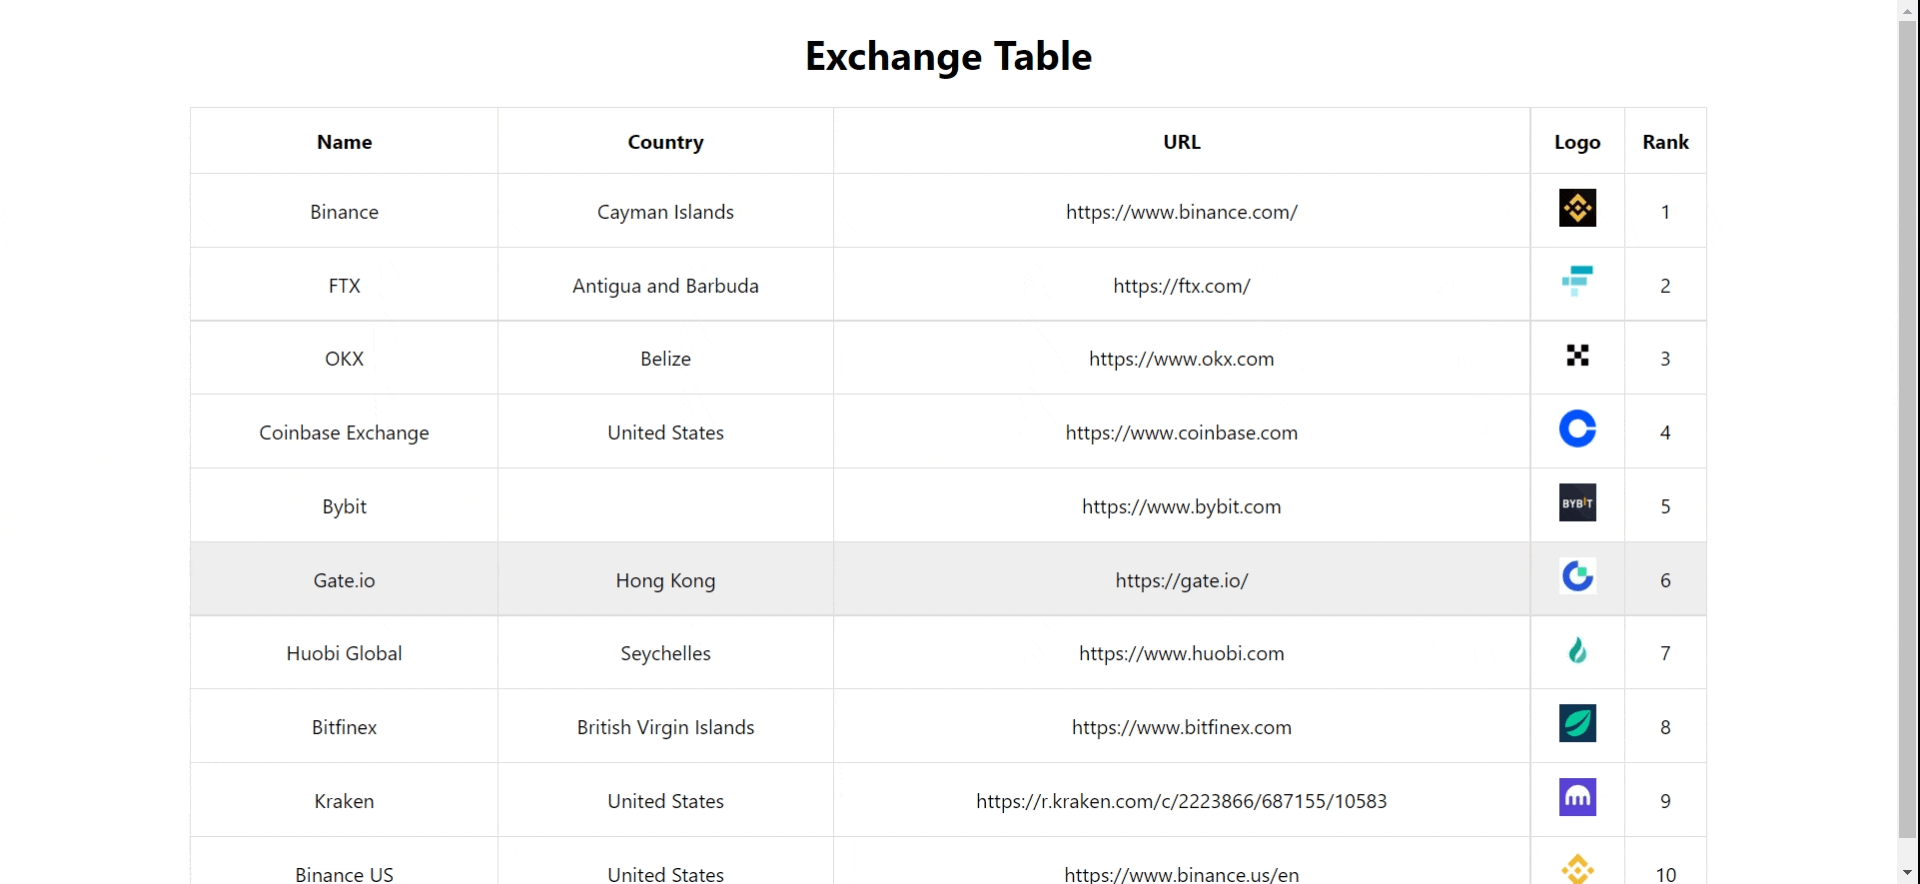 Exchange Table
Name Country URL Logo Rank
Binance Cayman Islands https://www.binance.com/ 1
FTX Antigua and Barbuda https://ftx.com/ 2
OKX Belize https://www.okx.com 3
Coinbase Exchange United States https://www.coinbase.com 4
Bybit https://www.bybit.com BYBIT 5
Gate.io Hong Kong https://gate.io/ 6
Huobi Global Seychelles https://www.huobi.com 7
Bitfinex British Virgin Islands https://www.bitfinex.com 8
Kraken United States https://r.kraken.com/c/2223866/687155/10583 9
Binance US United States https://www.binance.us/en 10